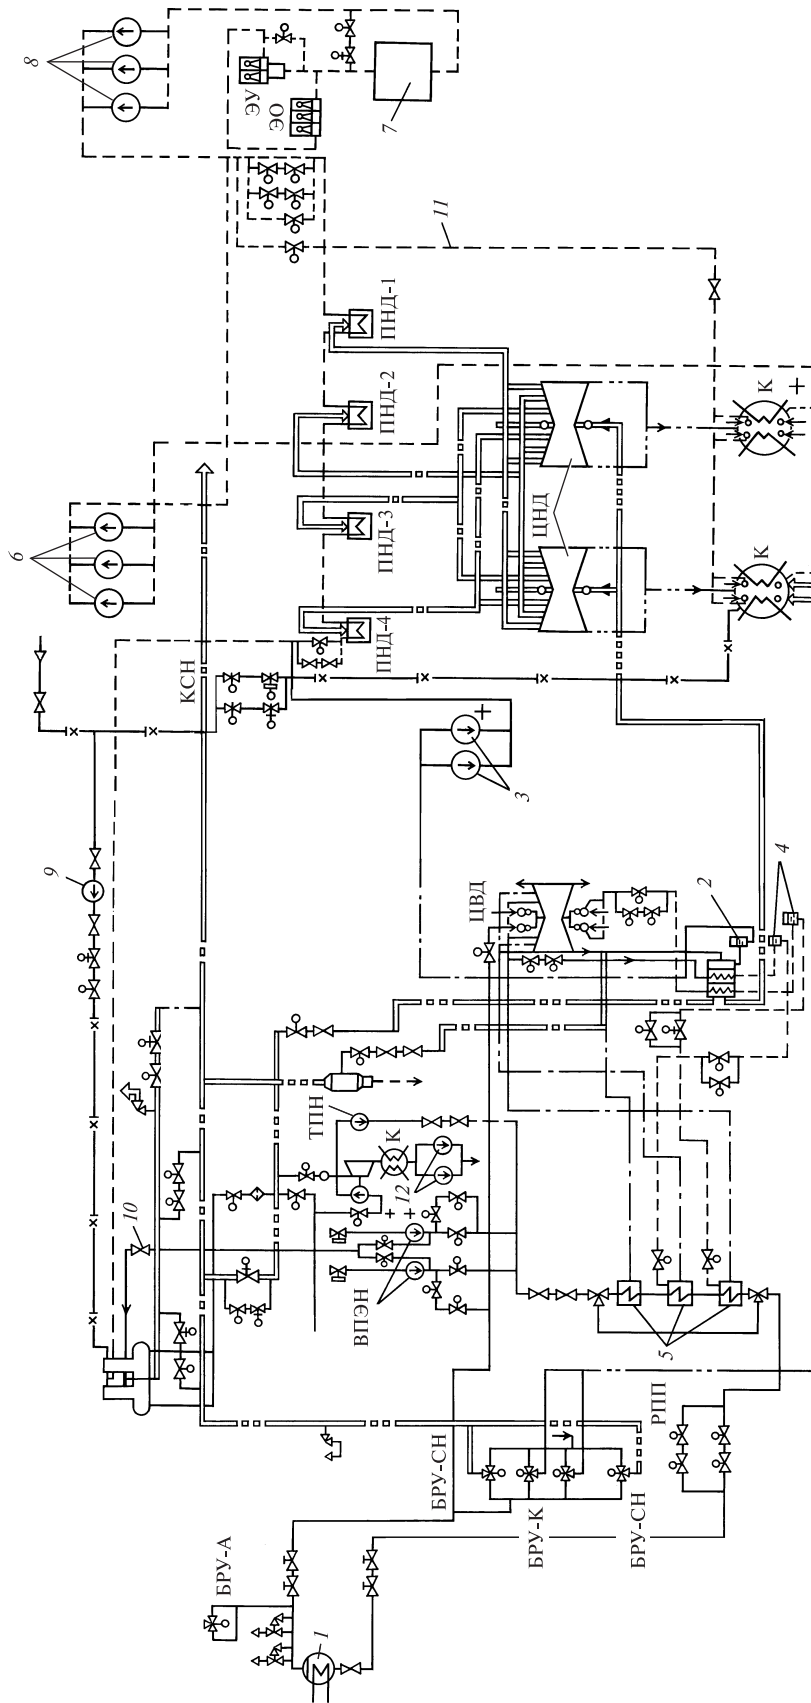 6
8
9
10
КСН
БРУ-А
ЭУ
ЭО
1
ТПН
ВПЭН
ПНД-4
ПНД-3
ПНД-2
ПНД-1
7
К
+ +
12
БРУ-СН
11
ЦВД
+
3
БРУ-К
ЦНД
БРУ-СН
РПП
5
2
4
К
К
+